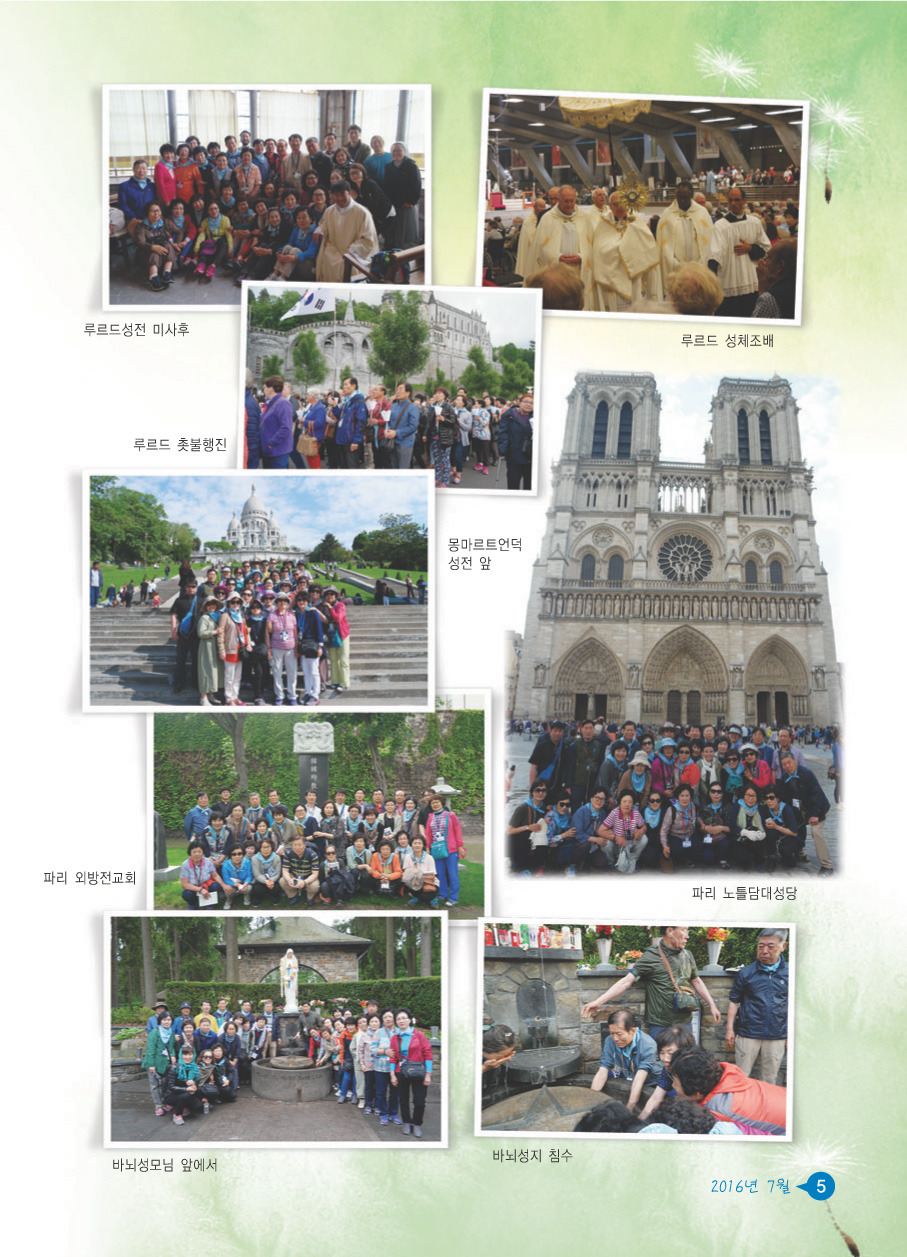 루르드성전 미사후
루르드 성체조배
루르드 촛불행진
몽마르트언덕
성전 앞
파리 외방전교회
파리 노틀담대성당
바뇌성모님 앞에서
바뇌성지 침수
2016년 7월 5